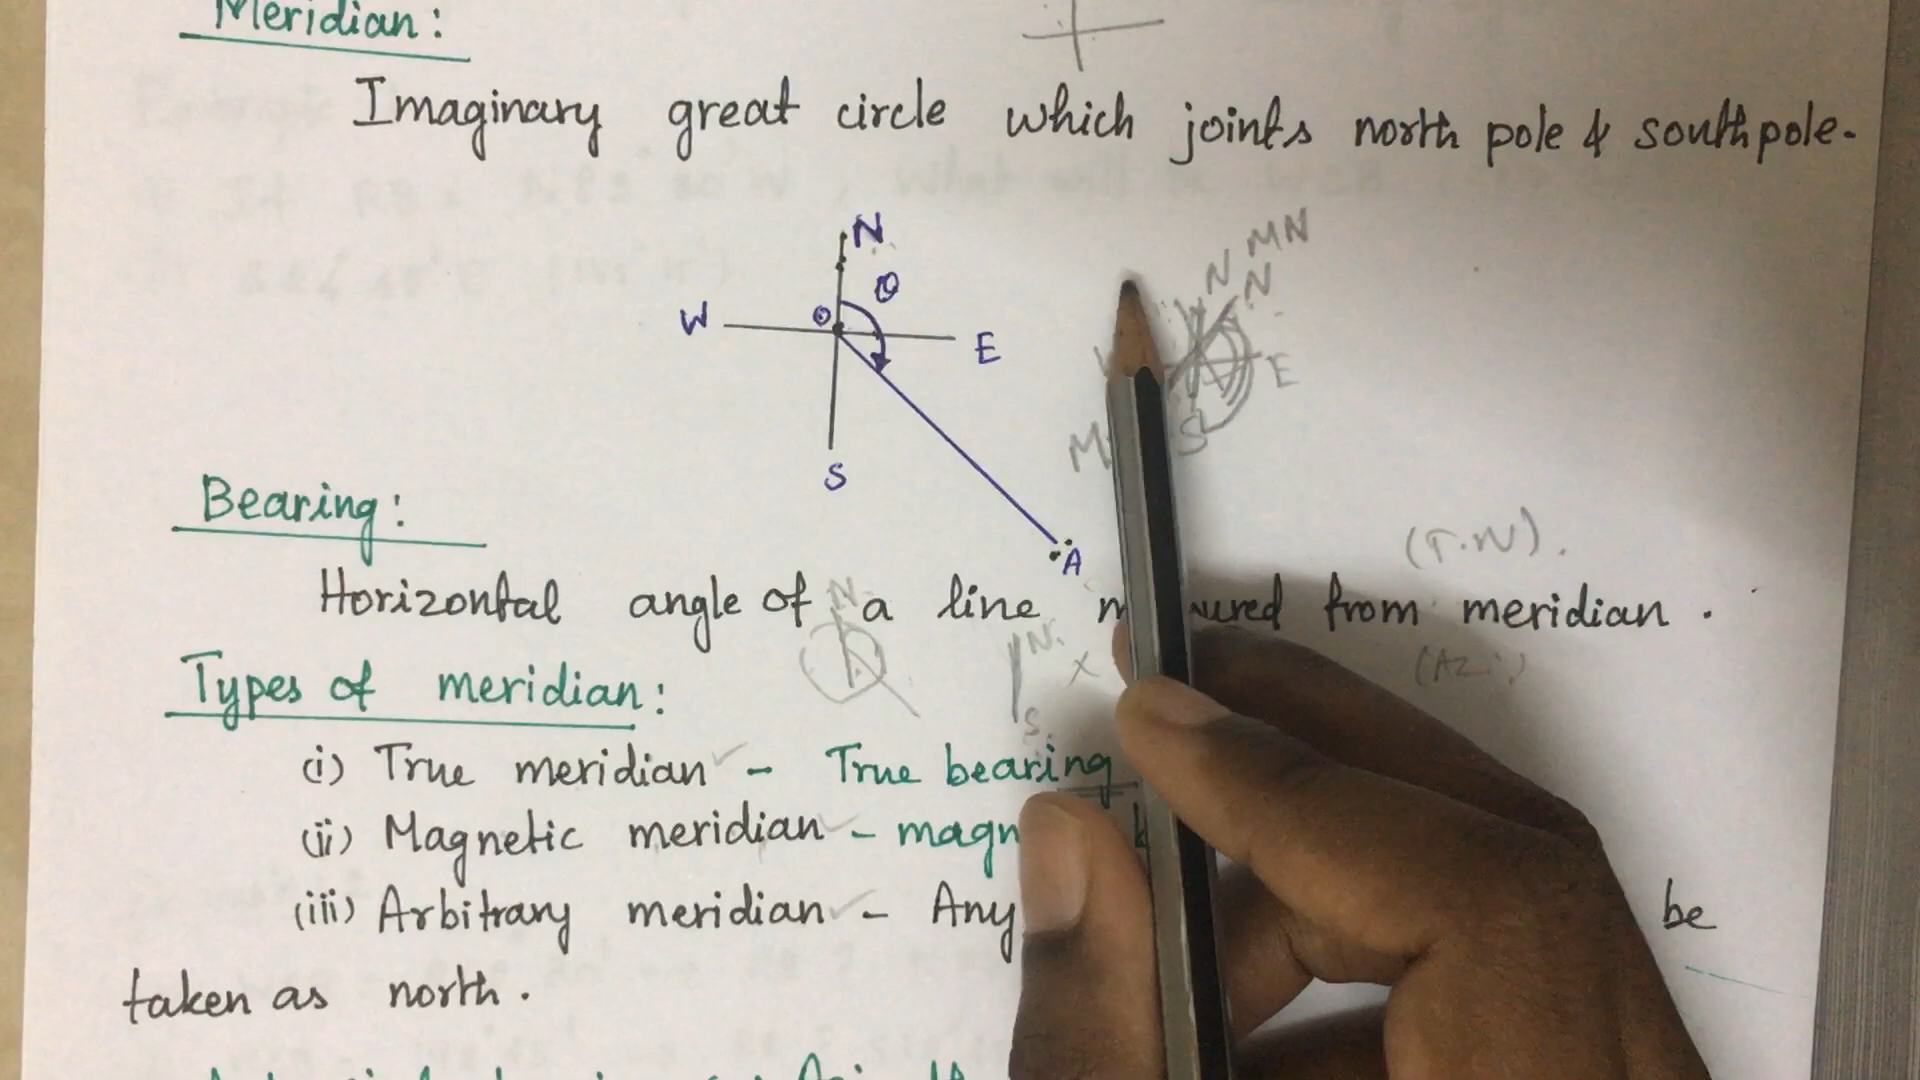 Meridian:
Imaginary great circle which joints north pole & southpole.
N
θ
W O E
S
A
MN
N N
E
S
M
Bearing:
(T.N).
Horizontal angle of a line from meridian.
N
N.
S.
x
(Az.)
Types of meridian:
(i) True meridian - True bearing
(ii) Magnetic meridian - magn
(iii) Arbitrary meridian - Any be
taken as north.